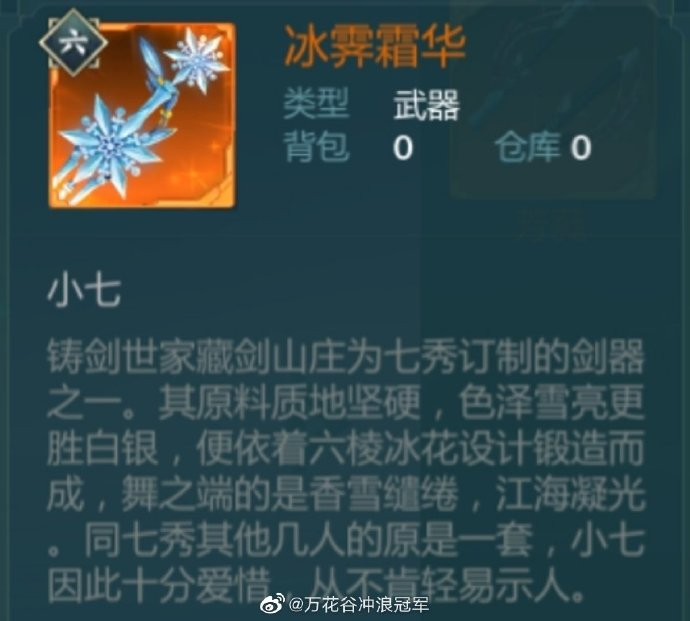 六
冰霁霜华
类型 武器
背包 0 仓库 0
小七
铸剑世家藏剑山庄为七秀订制的剑器
之一。其原料质地坚硬，色泽雪亮更
胜白银，便依着六棱冰花设计锻造而
成，舞之端的是香雪缱绻，江海凝光
。同七秀其他几人的原是一套，小七
因此十分爱惜，从不肯轻易示人。
@万花谷冲浪冠军